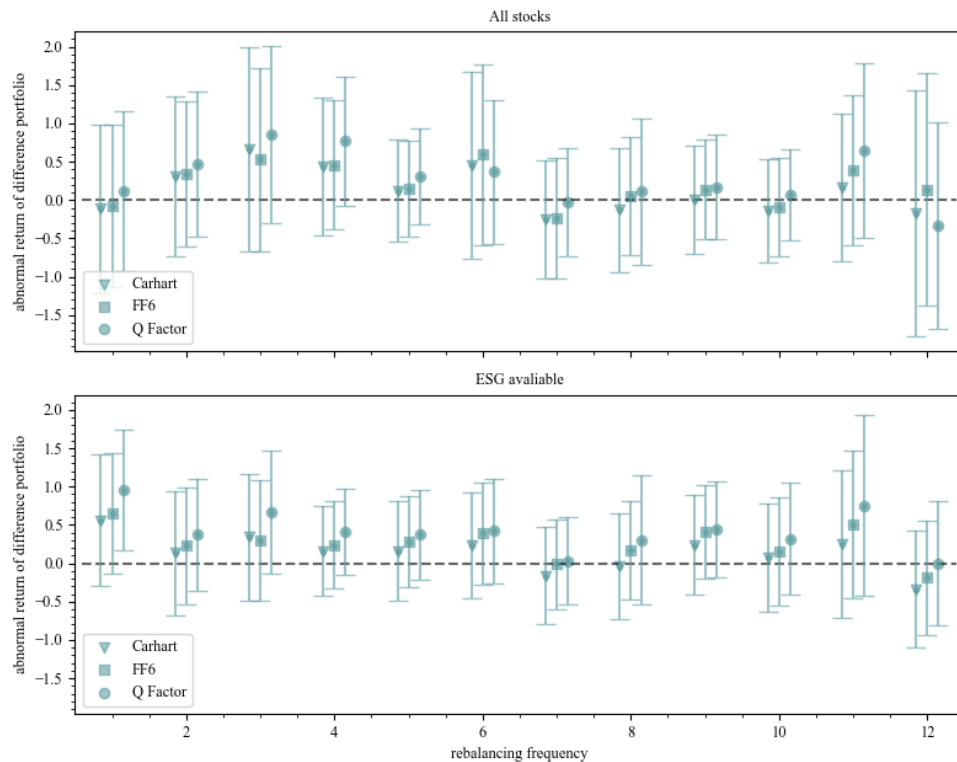 All stocks
abnormal return of difference portfolio
2.0
1.5
1.0
0.5
0.0
−0.5
−1.0
−1.5
Carhart
FF6
Q Factor
ESG avaliable
abnormal return of difference portfolio
2.0
1.5
1.0
0.5
0.0
−0.5
−1.0
−1.5
Carhart
FF6
Q Factor
2 4 6 8 10 12
rebalancing frequency